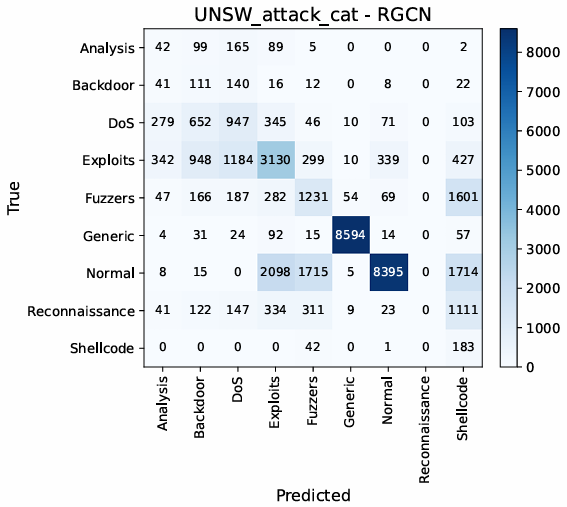 UNSW_attack_cat - RGCN
True
Analysis 42 99 165 89 5 0 0 0 2
Backdoor 41 111 140 16 12 0 8 0 22
DoS 279 652 947 345 46 10 71 0 103
Exploits 342 948 1184 3130 299 10 339 0 427
Fuzzers 47 166 187 282 1231 54 69 0 1601
Generic 4 31 24 92 15 8594 14 0 57
Normal 8 15 0 2098 1715 5 8395 0 1714
Reconnaissance 41 122 147 334 311 9 23 0 1111
Shellcode 0 0 0 0 42 0 1 0 183
Analysis Backdoor DoS Exploits Fuzzers Generic Normal Reconnaissance Shellcode
Predicted
8000
7000
6000
5000
4000
3000
2000
1000
0